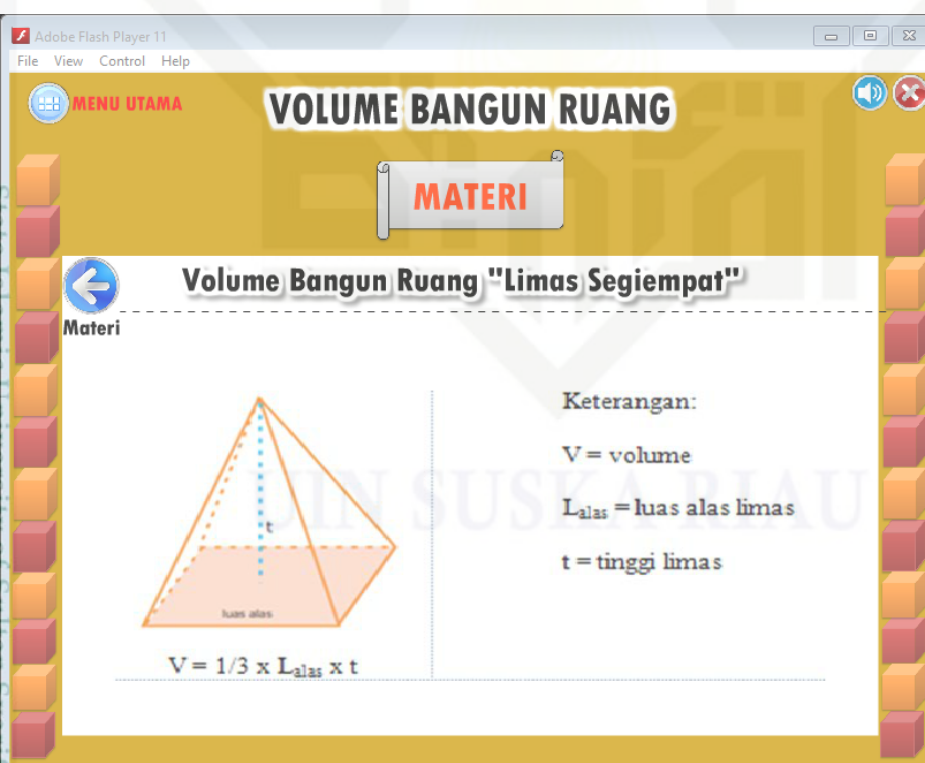 Adobe Flash Player 11
File View Control Help
MENU UTAMA
VOLUME BANGUN RUANG
MATERI
Volume Bangun Ruang "Limas Segiempat"
Materi
t
luas alas
V = 1/3 x Lalas x t
Keterangan:
V = volume
Lalas = luas alas limas
t = tinggi limas
UIN SUSKA RIAU